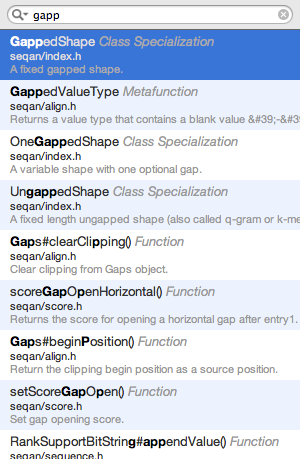 gapp
GappedShape Class Specialization
seqan/index.h
A fixed gapped shape.
GappedValueType Metafunction
seqan/align.h
Returns a value type that contains a blank value &#39;-&#39
OneGappedShape Class Specialization
seqan/index.h
A variable shape with one optional gap.
UngappedShape Class Specialization
seqan/index.h
A fixed length ungapped shape (also called q-gram or k-me
Gaps#clearClipping() Function
seqan/align.h
Clear clipping from Gaps object.
scoreGapOpenHorizontal() Function
seqan/score.h
Returns the score for opening a horizontal gap after entry1.
Gaps#beginPosition() Function
seqan/align.h
Return the clipping begin position as a source position.
setScoreGapOpen() Function
seqan/score.h
Set gap opening score.
RankSupportBitString#appendValue() Function
seqan/sequence.h